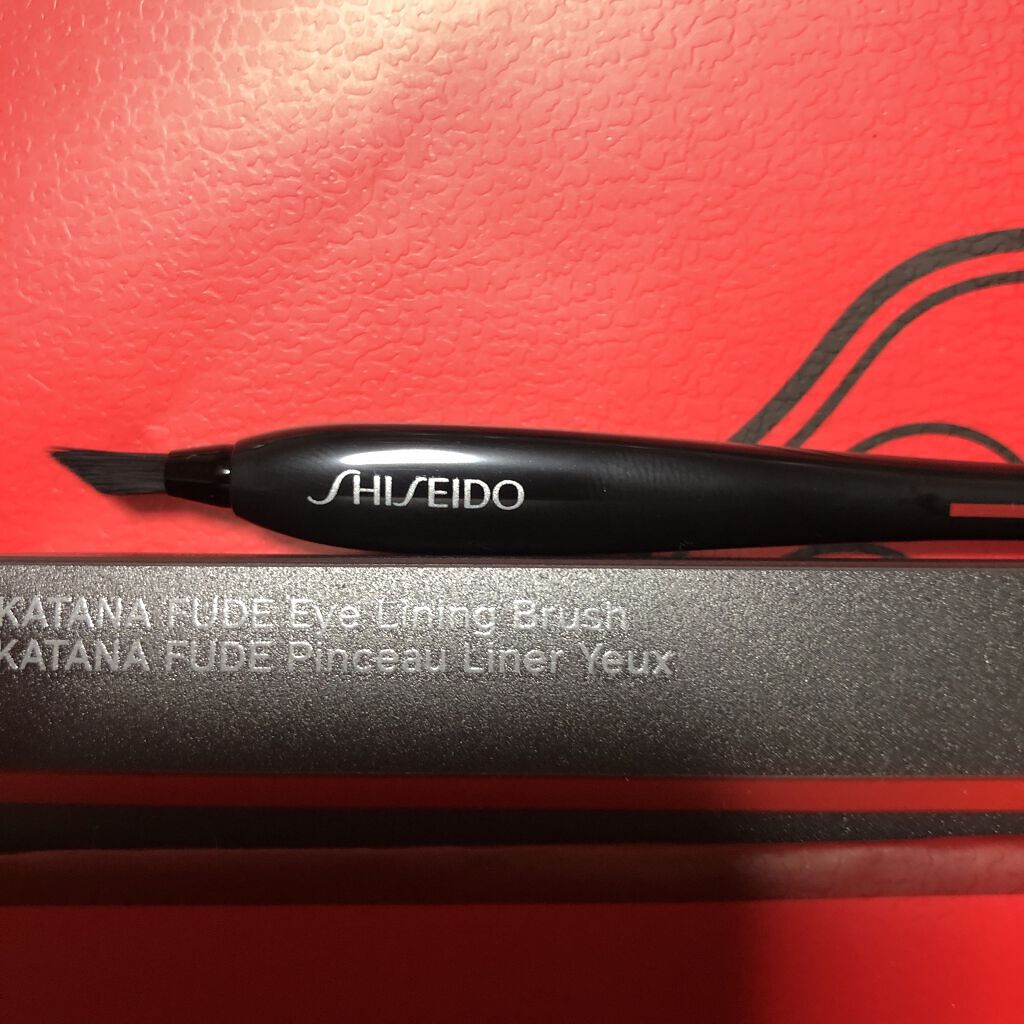 SHISEIDO
KATANA FUDE Eye Lining Brush
KATANA FUDE Pinceau Liner Yeux